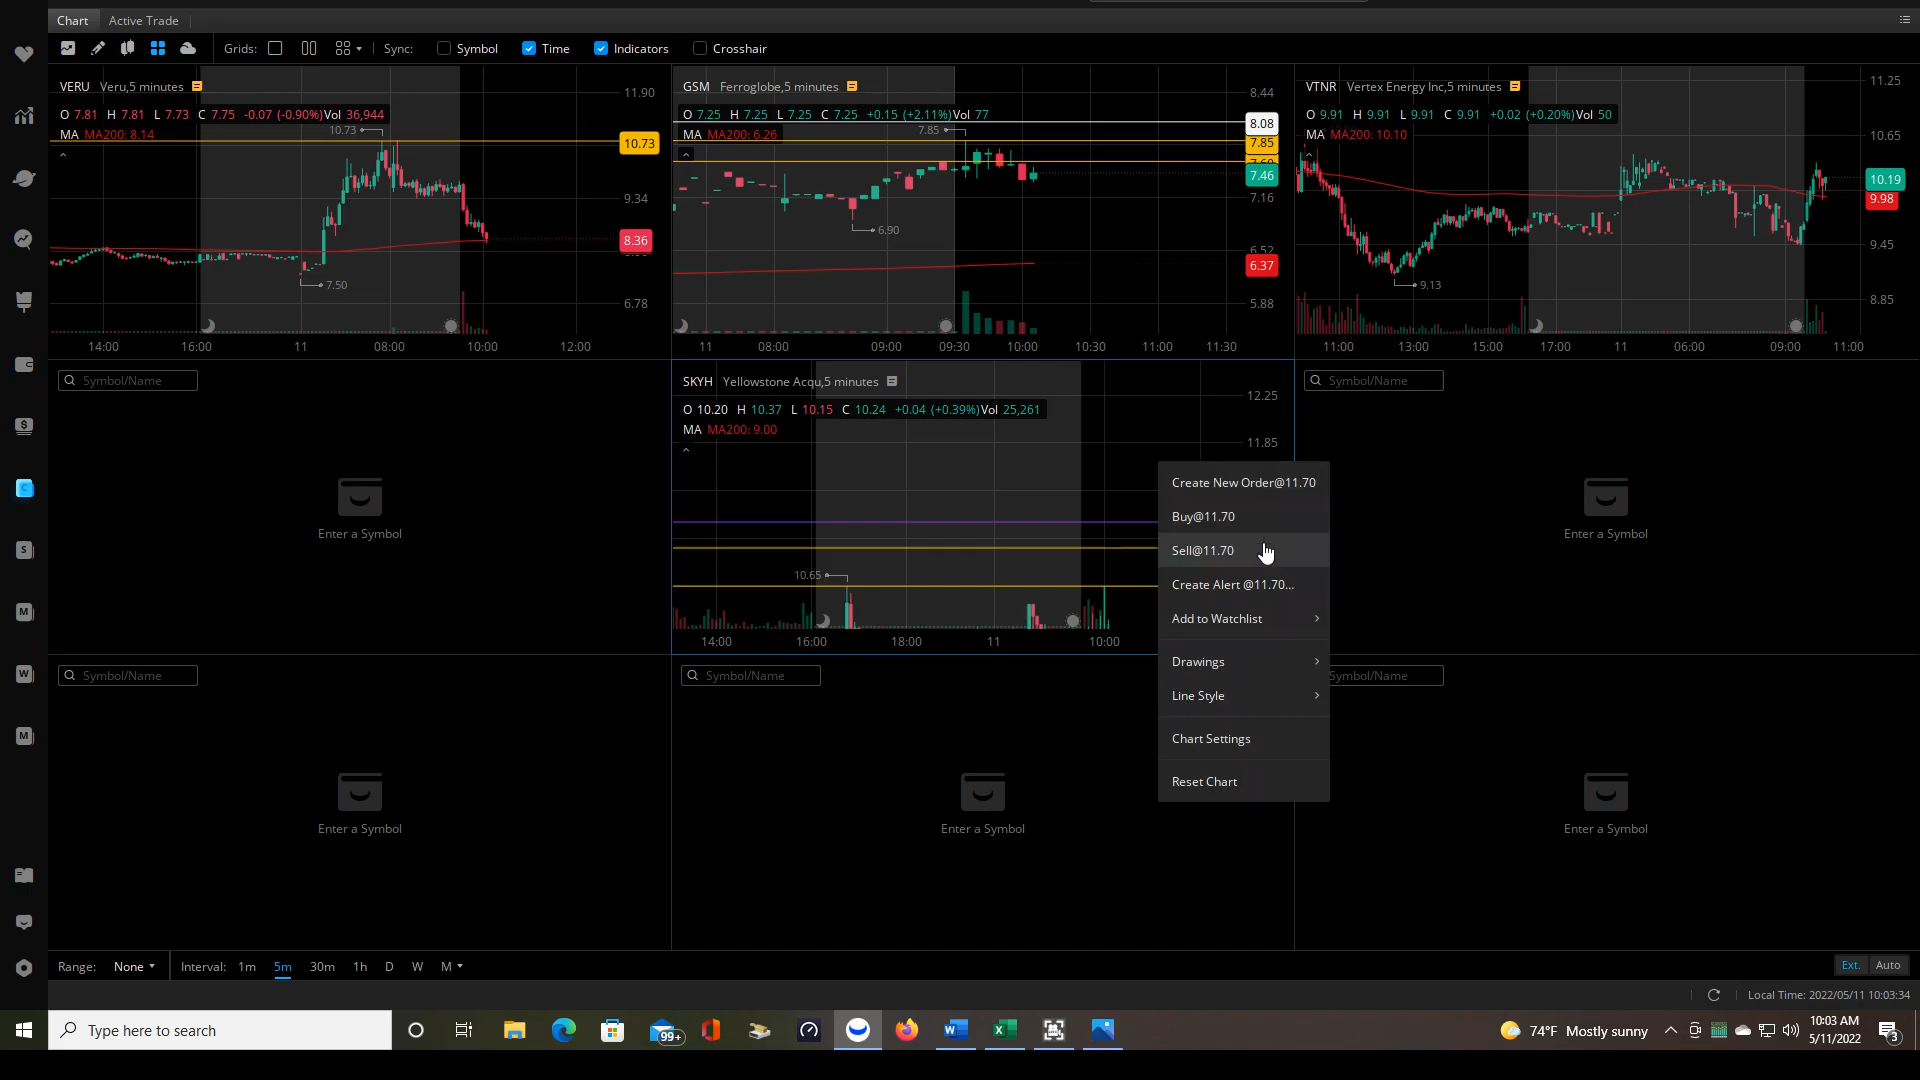 Chart Active Trade
Grids: Sync: Symbol Time Indicators Crosshair
VERU Veru,5 minutes
O 7.81 H 7.81 L 7.73 C 7.75 -0.07 (-0.90%)Vol 36,944
MA MA200: 8.14
10.73
7.50
11.90
10.73
9.34
8.36
6.78
14:00 16:00 11 08:00 10:00 12:00
GSM Ferroglobe,5 minutes
O 7.25 H 7.25 L 7.25 C 7.25 +0.15 (+2.11%)Vol 77
MA MA200: 6.26
7.85
6.90
8.44
8.08
7.85
7.46
7.16
6.52
6.37
5.88
11 08:00 09:00 09:30 10:00 10:30 11:00 11:30
VTNR Vertex Energy Inc,5 minutes
O 9.91 H 9.91 L 9.91 C 9.91 +0.02 (+0.20%)Vol 50
MA MA200: 10.10
9.13
11.25
10.65
10.19
9.98
9.45
8.85
11:00 13:00 15:00 17:00 11 06:00 09:00 11:00
Symbol/Name
Enter a Symbol
SKYH Yellowstone Acqu,5 minutes
O 10.20 H 10.37 L 10.15 C 10.24 +0.04 (+0.39%)Vol 25,261
MA MA200: 9.00
10.65
12.25
11.85
14:00 16:00 18:00 11 10:00
Create New Order@11.70
Buy@11.70
Sell@11.70
Create Alert @11.70...
Add to Watchlist
Drawings
Line Style
Chart Settings
Reset Chart
Symbol/Name
Enter a Symbol
Symbol/Name
Enter a Symbol
Symbol/Name
Enter a Symbol
Symbol/Name
Enter a Symbol
$
C
S
M
W
M
Range: None Interval: 1m 5m 30m 1h D W M
Ext. Auto
Local Time: 2022/05/11 10:03:34
Type here to search
99+
74°F Mostly sunny
10:03 AM
5/11/2022
3